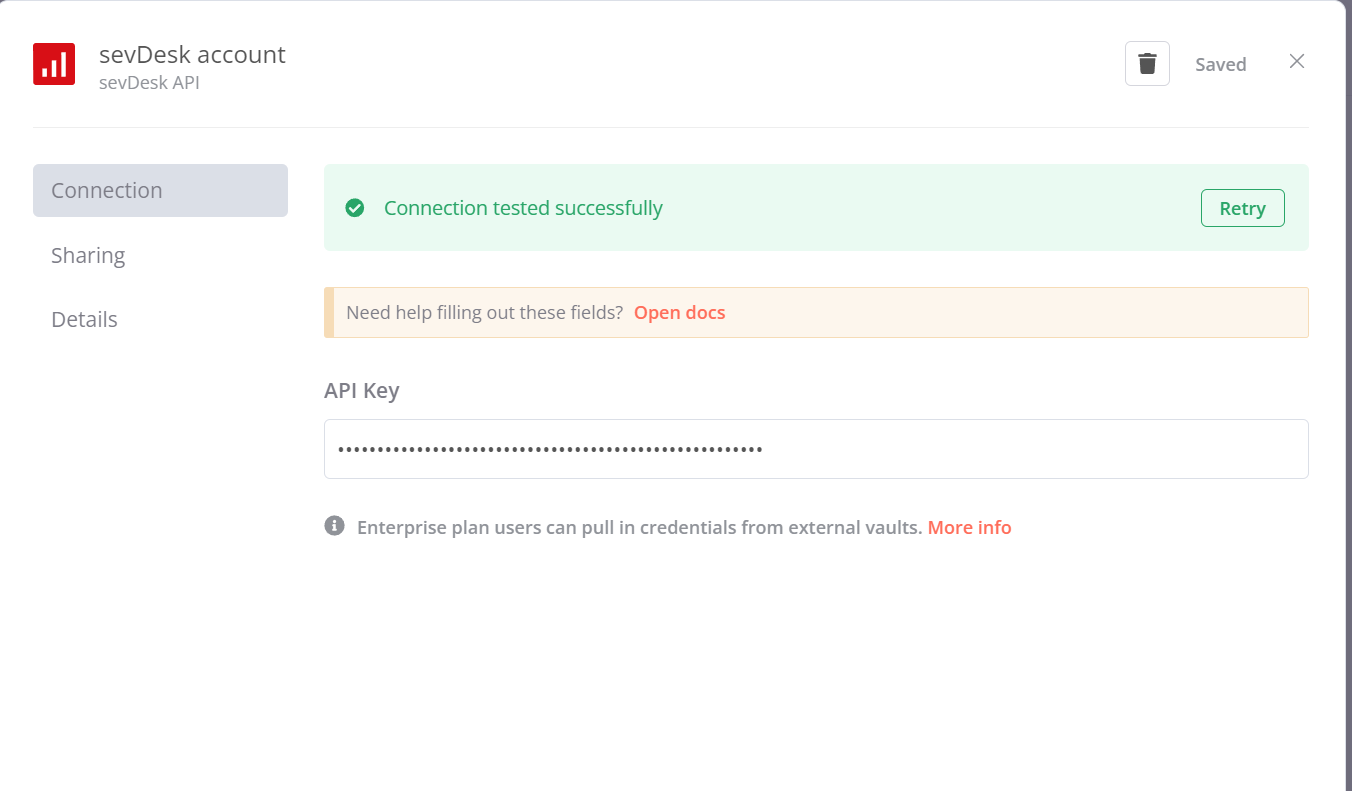 sevDesk account
sevDesk API
Saved
Connection
Sharing
Details
Connection tested successfully
Retry
Need help filling out these fields? Open docs
API Key
••••••••••••••••••••••••••••••••••••••••••••••••••••••
Enterprise plan users can pull in credentials from external vaults. More info